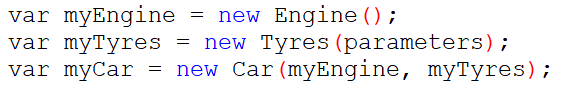 var myEngine = new Engine();
var myTyres = new Tyres(parameters);
var myCar = new Car(myEngine, myTyres);